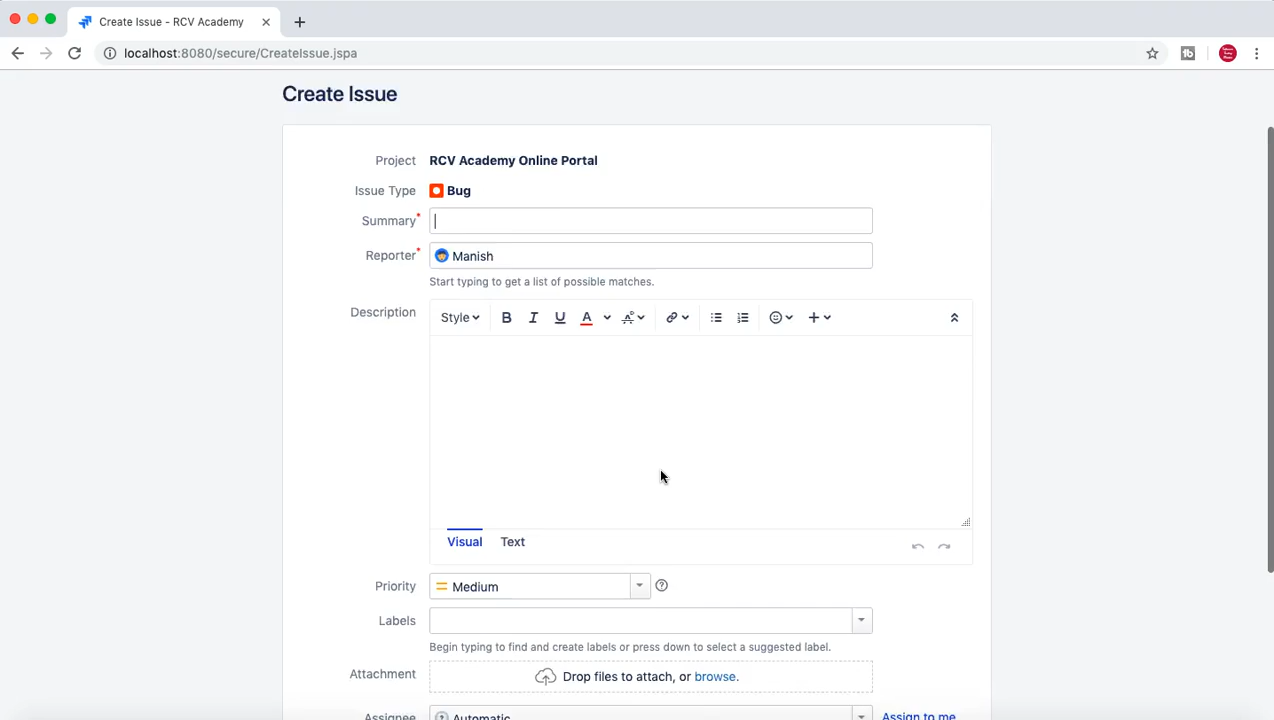 Create Issue - RCV Academy
localhost:8080/secure/CreateIssue.jspa
Create Issue
Project RCV Academy Online Portal
Issue Type Bug
Summary*
Reporter* Manish
Start typing to get a list of possible matches.
Description Style B I U A
Visual Text
Priority Medium
Labels
Begin typing to find and create labels or press down to select a suggested label.
Attachment Drop files to attach, or browse.
Assignee Automatic Assign to me